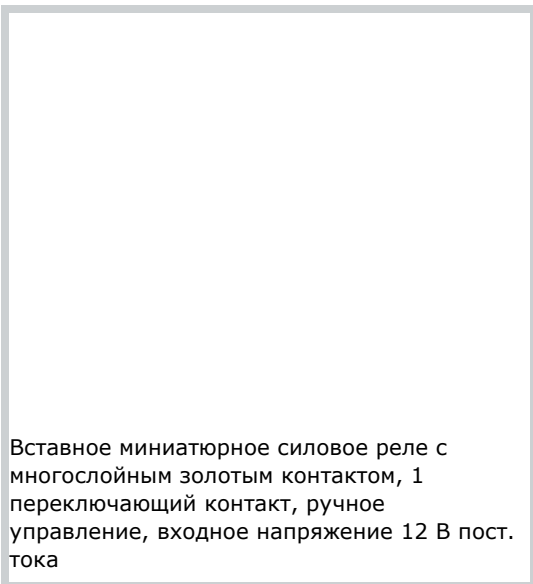 Вставное миниатюрное силовое реле с
многослойным золотым контактом, 1
переключающий контакт, ручное
управление, входное напряжение 12 В пост.
тока